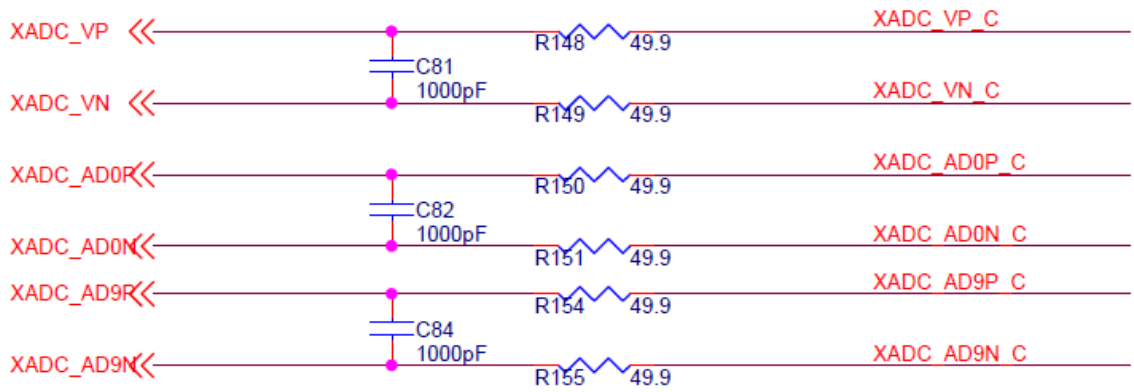 XADC_VP
R148
49.9
XADC_VP_C
C81
1000pF
XADC_VN
R149
49.9
XADC_VN_C
XADC_AD0P
R150
49.9
XADC_AD0P_C
C82
1000pF
XADC_AD0N
R151
49.9
XADC_AD0N_C
XADC_AD9P
R154
49.9
XADC_AD9P_C
C84
1000pF
XADC_AD9N
R155
49.9
XADC_AD9N_C